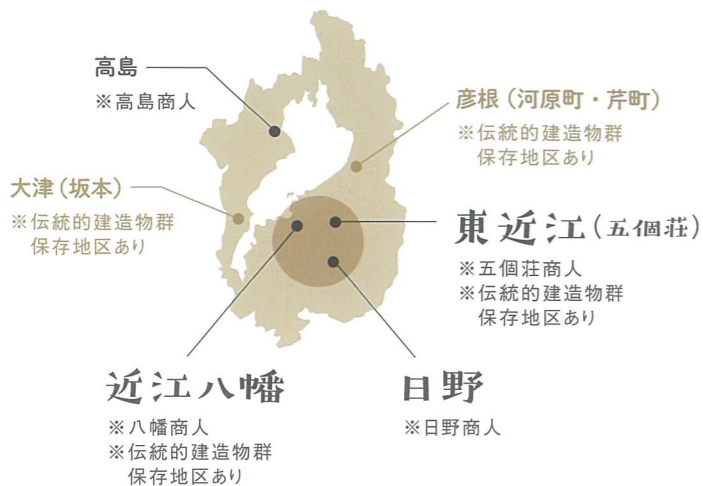 高島
※高島商人
彦根（河原町・芹町）
※伝統的建造物群
保存地区あり
大津（坂本）
※伝統的建造物群
保存地区あり
東近江（五個荘）
※五個荘商人
※伝統的建造物群
保存地区あり
近江八幡
※八幡商人
※伝統的建造物群
保存地区あり
日野
※日野商人